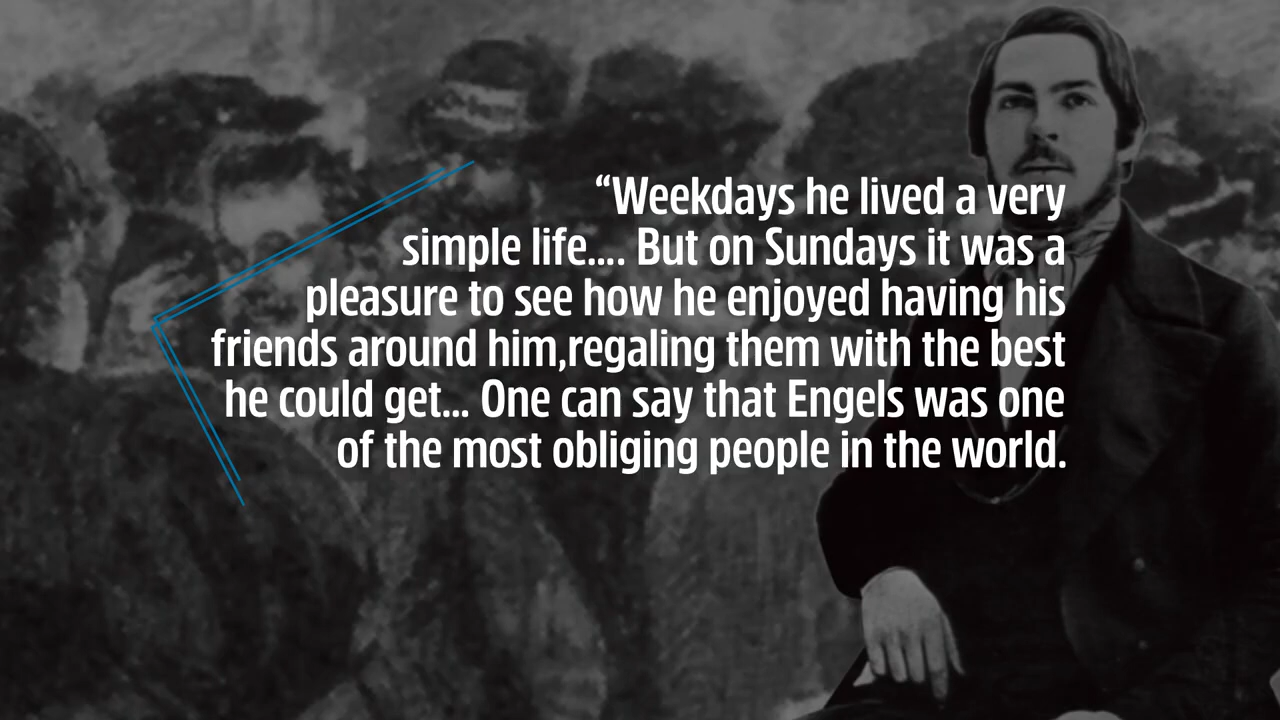 “Weekdays he lived a very
simple life.... But on Sundays it was a
pleasure to see how he enjoyed having his
friends around him,regaling them with the best
he could get... One can say that Engels was one
of the most obliging people in the world.